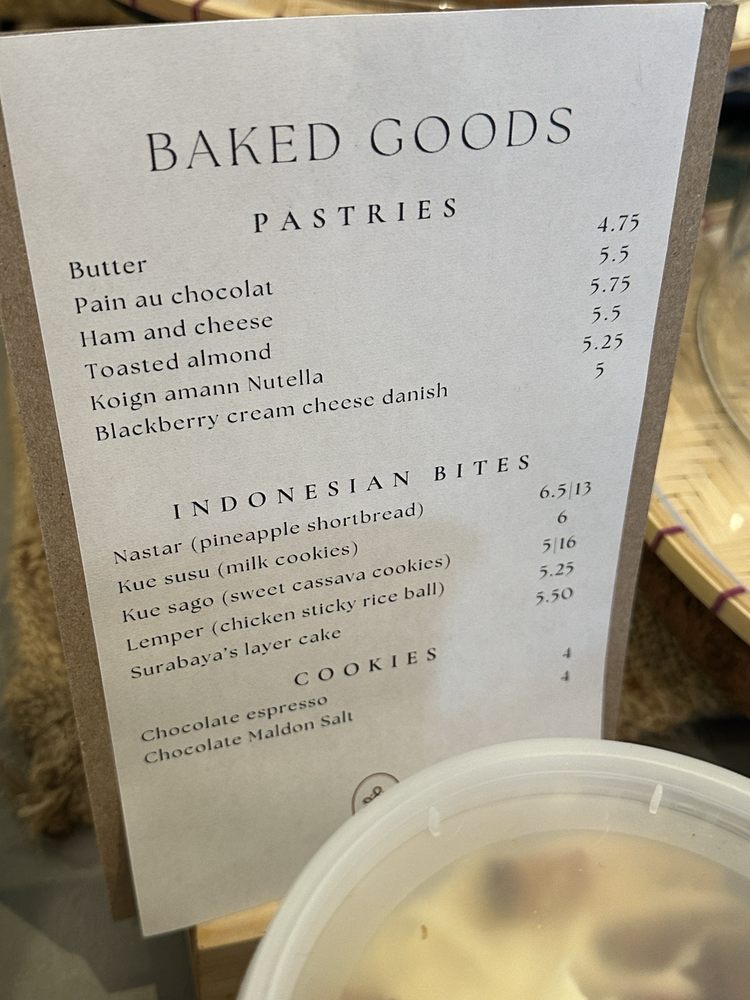 BAKED GOODS
PASTRIES
Butter 4.75
Pain au chocolat 5.5
Ham and cheese 5.75
Toasted almond 5.5
Koign amann Nutella 5.25
Blackberry cream cheese danish 5
INDONESIAN BITES
Nastar (pineapple shortbread) 6.5|13
Kue susu (milk cookies) 6
Kue sago (sweet cassava cookies) 5|16
Lemper (chicken sticky rice ball) 5.25
Surabaya's layer cake 5.50
COOKIES
Chocolate espresso 4
Chocolate Maldon Salt 4